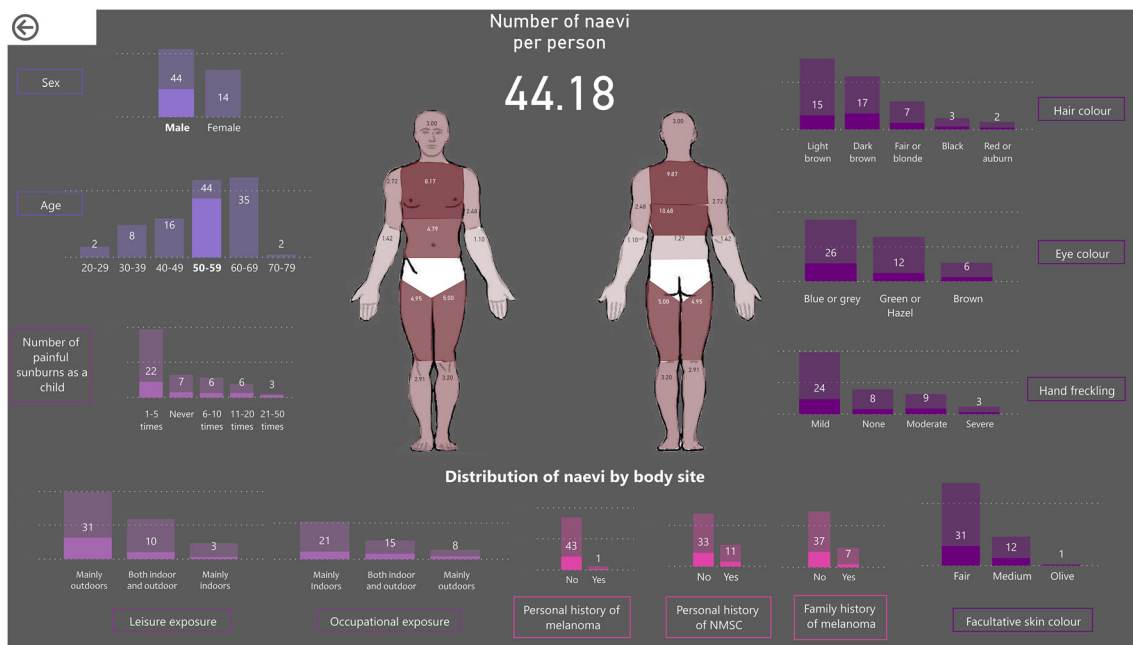 Number of naevi
per person
44.18
Sex
44
14
Male
Female
Age
2
8
16
44
35
2
20-29
30-39
40-49
50-59
60-69
70-79
Number of
painful
sunburns as a
child
22
7
6
6
3
1-5
times
Never
6-10
times
11-20
times
21-50
times
3.00
8.17
2.72
2.48
4.79
1.42
1.10
4.95
5.00
2.91
3.20
3.00
9.87
2.48
2.72
10.68
1.10
1.29
1.42
5.00
4.95
3.20
2.91
15
17
7
3
2
Light
brown
Dark
brown
Fair or
blonde
Black
Red or
auburn
Hair colour
26
12
6
Blue or grey
Green or
Hazel
Brown
Eye colour
24
8
9
3
Mild
None
Moderate
Severe
Hand freckling
Distribution of naevi by body site
31
10
3
Mainly
outdoors
Both indoor
and outdoor
Mainly
indoors
Leisure exposure
21
15
8
Mainly
Indoors
Both indoor
and outdoor
Mainly
outdoors
Occupational exposure
43
1
No
Yes
Personal history of
melanoma
33
11
No
Yes
Personal history
of NMSC
37
7
No
Yes
Family history
of melanoma
31
12
1
Fair
Medium
Olive
Facultative skin colour